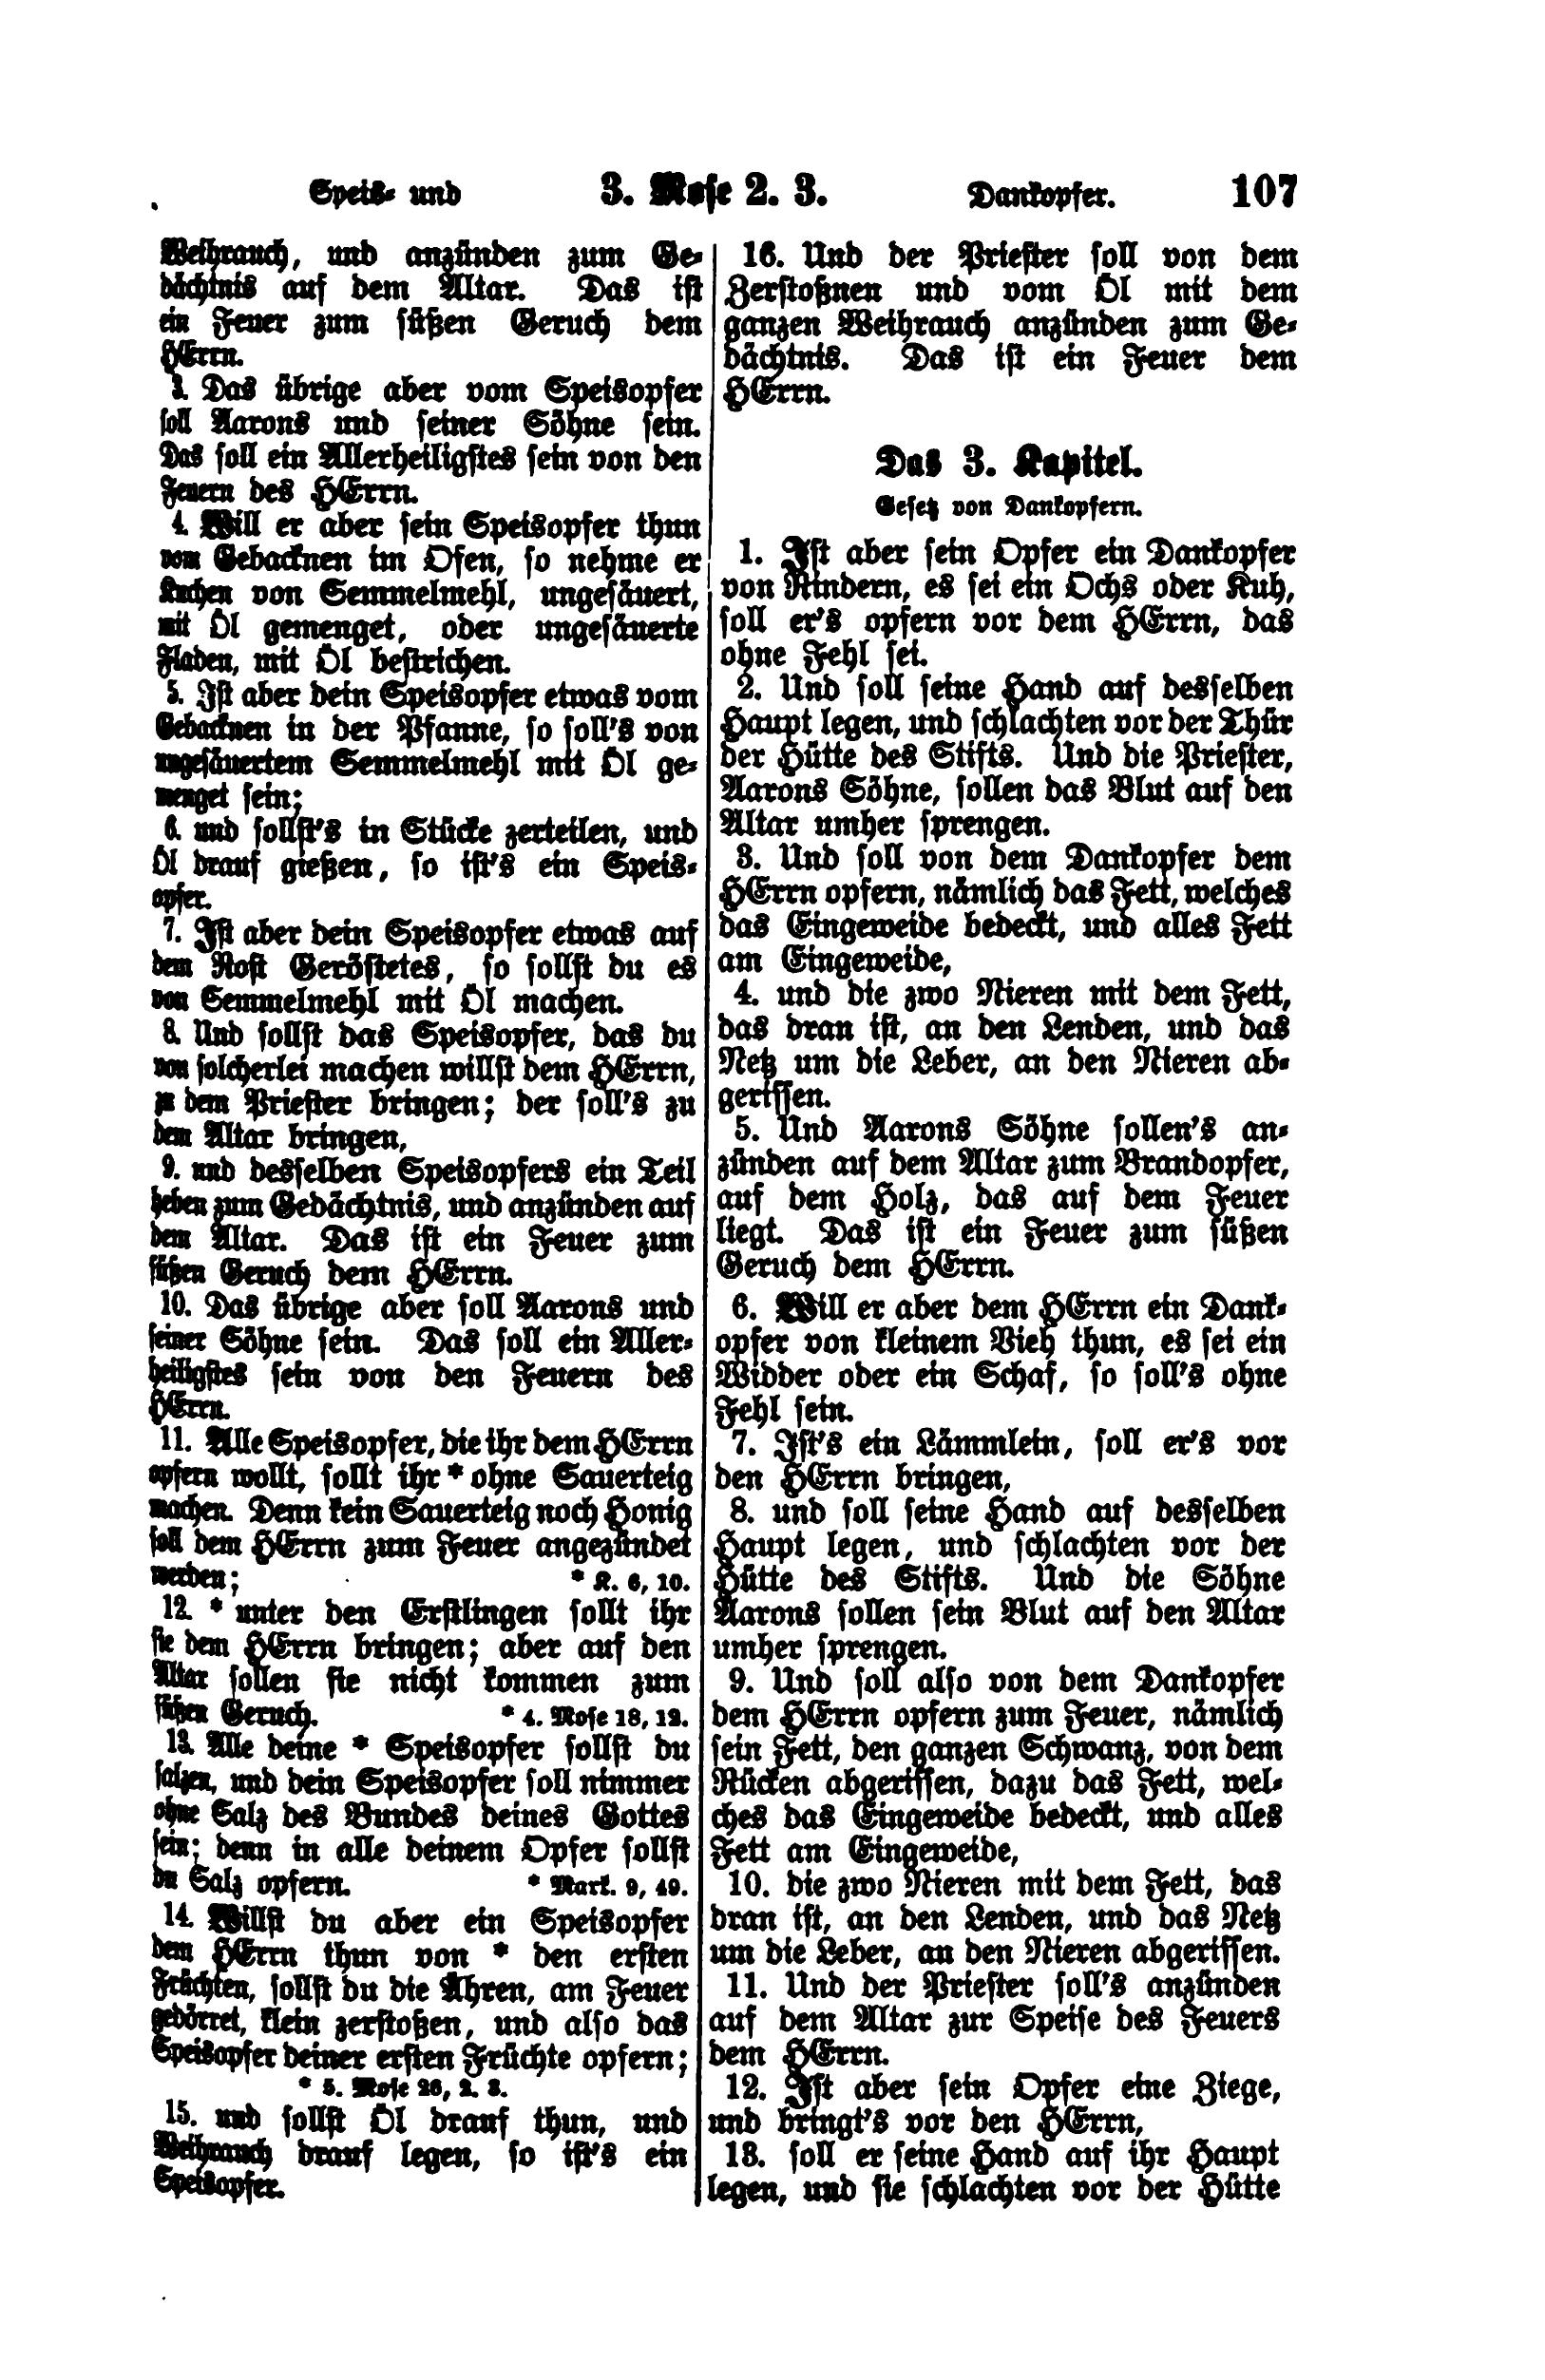 Speis- und 3. Mose 2. 3. Dankopfer. 107
Weihrauch, und anzünden zum Ge-
dächtnis auf dem Altar. Das ist
ein Feuer zum süßen Geruch dem
HErrn.
3. Das übrige aber vom Speisopfer
soll Aarons und seiner Söhne sein.
Das soll ein Allerheiligstes sein von den
Feuern des HErrn.
4. Will er aber sein Speisopfer thun
vom Gebacknen im Ofen, so nehme er
Kuchen von Semmelmehl, ungesäuert,
mit Öl gemenget, oder ungesäuerte
Fladen, mit Öl bestrichen.
5. Ist aber dein Speisopfer etwas vom
Gebacknen in der Pfanne, so soll's von
ungesäuertem Semmelmehl mit Öl ge-
menget sein;
6. und sollst's in Stücke zerteilen, und
Öl drauf gießen, so ist's ein Speis-
opfer.
7. Ist aber dein Speisopfer etwas auf
dem Rost Geröstetes, so sollst du es
von Semmelmehl mit Öl machen.
8. Und sollst das Speisopfer, das du
von solcherlei machen willst dem HErrn,
zu dem Priester bringen; der soll's zu
dem Altar bringen,
9. und desselben Speisopfers ein Teil
heben zum Gedächtnis, und anzünden auf
dem Altar. Das ist ein Feuer zum
süßen Geruch dem HErrn.
10. Das übrige aber soll Aarons und
seiner Söhne sein. Das soll ein Aller-
heiligstes sein von den Feuern des
HErrn.
11. Alle Speisopfer, die ihr dem HErrn
opfern wollt, sollt ihr * ohne Sauerteig
machen. Denn kein Sauerteig noch Honig
soll dem HErrn zum Feuer angezündet
werden; * K. 6, 10.
12. * unter den Erstlingen sollt ihr
sie dem HErrn bringen; aber auf den
Altar sollen sie nicht kommen zum
süßen Geruch. * 4. Mose 18, 12.
13. Alle deine * Speisopfer sollst du
salzen, und dein Speisopfer soll nimmer
ohne Salz des Bundes deines Gottes
sein; denn in alle deinem Opfer sollst
du Salz opfern. * Mark. 9, 49.
14. Willst du aber ein Speisopfer
dem HErrn thun von * den ersten
Früchten, sollst du die Ähren, am Feuer
gedörret, klein zerstoßen, und also das
Speisopfer deiner ersten Früchte opfern;
* 5. Mose 26, 2. 3.
15. und sollst Öl drauf thun, und
Weihrauch drauf legen, so ist's ein
Speisopfer.
16. Und der Priester soll von dem
Zerstoßnen und vom Öl mit dem
ganzen Weihrauch anzünden zum Ge-
dächtnis. Das ist ein Feuer dem
HErrn.
Das 3. Kapitel.
Gesetz von Dankopfern.
1. Ist aber sein Opfer ein Dankopfer
von Rindern, es sei ein Ochs oder Kuh,
soll er's opfern vor dem HErrn, das
ohne Fehl sei.
2. Und soll seine Hand auf desselben
Haupt legen, und schlachten vor der Thür
der Hütte des Stifts. Und die Priester,
Aarons Söhne, sollen das Blut auf den
Altar umher sprengen.
3. Und soll von dem Dankopfer dem
HErrn opfern, nämlich das Fett, welches
das Eingeweide bedeckt, und alles Fett
am Eingeweide,
4. und die zwo Nieren mit dem Fett,
das dran ist, an den Lenden, und das
Netz um die Leber, an den Nieren ab-
gerissen.
5. Und Aarons Söhne sollen's an-
zünden auf dem Altar zum Brandopfer,
auf dem Holz, das auf dem Feuer
liegt. Das ist ein Feuer zum süßen
Geruch dem HErrn.
6. Will er aber dem HErrn ein Dank-
opfer von kleinem Vieh thun, es sei ein
Widder oder ein Schaf, so soll's ohne
Fehl sein.
7. Ist's ein Lämmlein, soll er's vor
den HErrn bringen,
8. und soll seine Hand auf desselben
Haupt legen, und schlachten vor der
Hütte des Stifts. Und die Söhne
Aarons sollen sein Blut auf den Altar
umher sprengen.
9. Und soll also von dem Dankopfer
dem HErrn opfern zum Feuer, nämlich
sein Fett, den ganzen Schwanz, von dem
Rücken abgerissen, dazu das Fett, wel-
ches das Eingeweide bedeckt, und alles
Fett am Eingeweide,
10. die zwo Nieren mit dem Fett, das
dran ist, an den Lenden, und das Netz
um die Leber, an den Nieren abgerissen.
11. Und der Priester soll's anzünden
auf dem Altar zur Speise des Feuers
dem HErrn.
12. Ist aber sein Opfer eine Ziege,
und bringt's vor den HErrn,
13. soll er seine Hand auf ihr Haupt
legen, und sie schlachten vor der Hütte